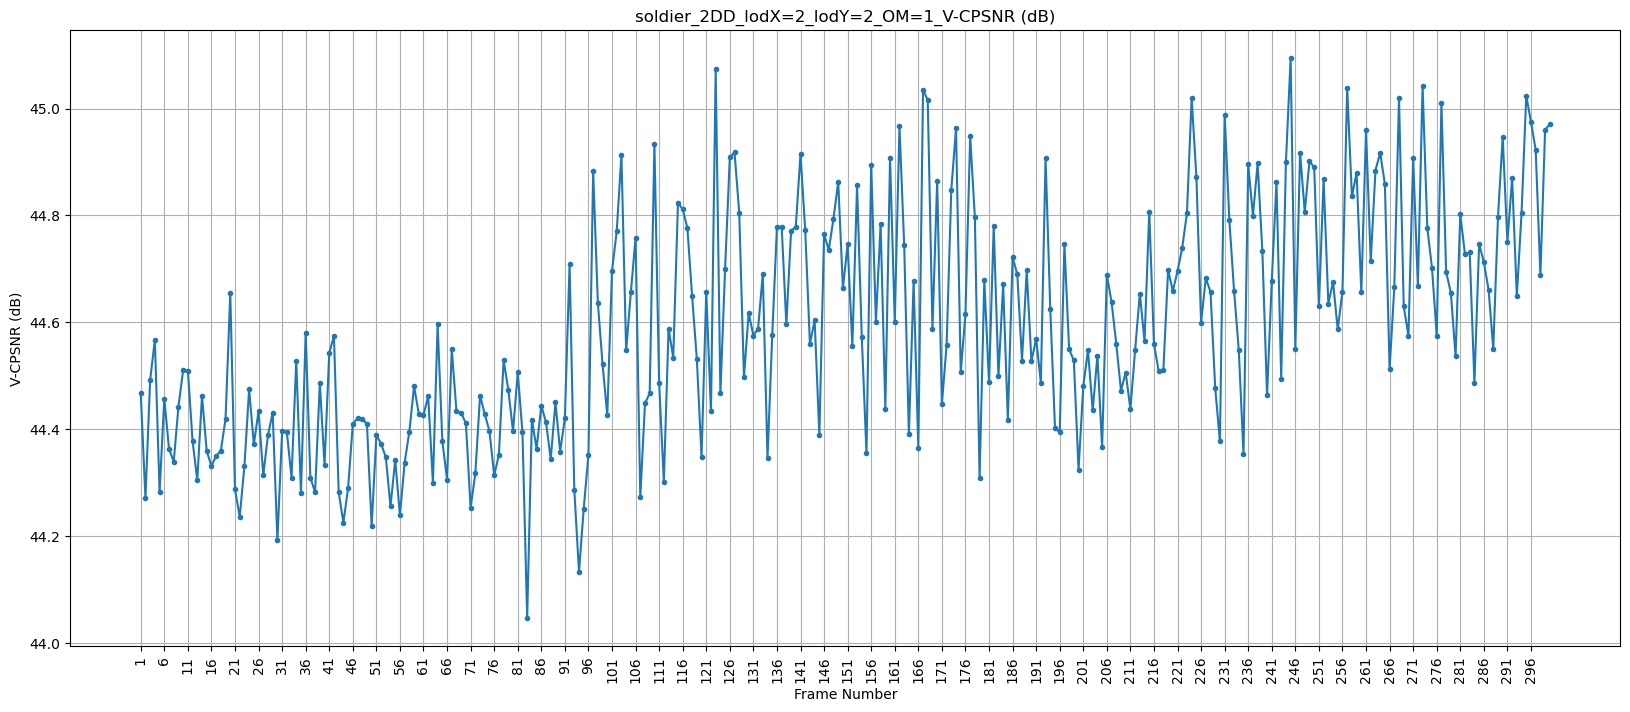 soldier_2DD_lodX=2_lodY=2_OM=1_V-CPSNR (dB)
V-CPSNR (dB)
45.0
44.8
44.6
44.4
44.2
44.0
1 6 11 16 21 26 31 36 41 46 51 56 61 66 71 76 81 86 91 96 101 106 111 116 121 126 131 136 141 146 151 156 161 166 171 176 181 186 191 196 201 206 211 216 221 226 231 236 241 246 251 256 261 266 271 276 281 286 291 296
Frame Number